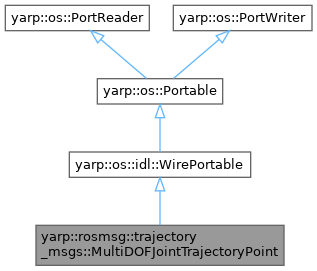 yarp::os::PortReader
yarp::os::PortWriter
yarp::os::Portable
yarp::os::idl::WirePortable
yarp::rosmsg::trajectory
_msgs::MultiDOFJointTrajectoryPoint